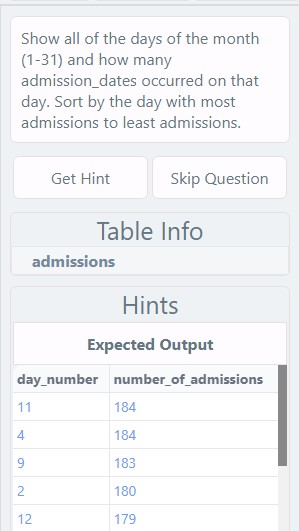 Show all of the days of the month
(1-31) and how many
admission_dates occurred on that
day. Sort by the day with most
admissions to least admissions.
Get Hint Skip Question
Table Info
admissions
Hints
Expected Output
day_number number_of_admissions
11 184
4 184
9 183
2 180
12 179